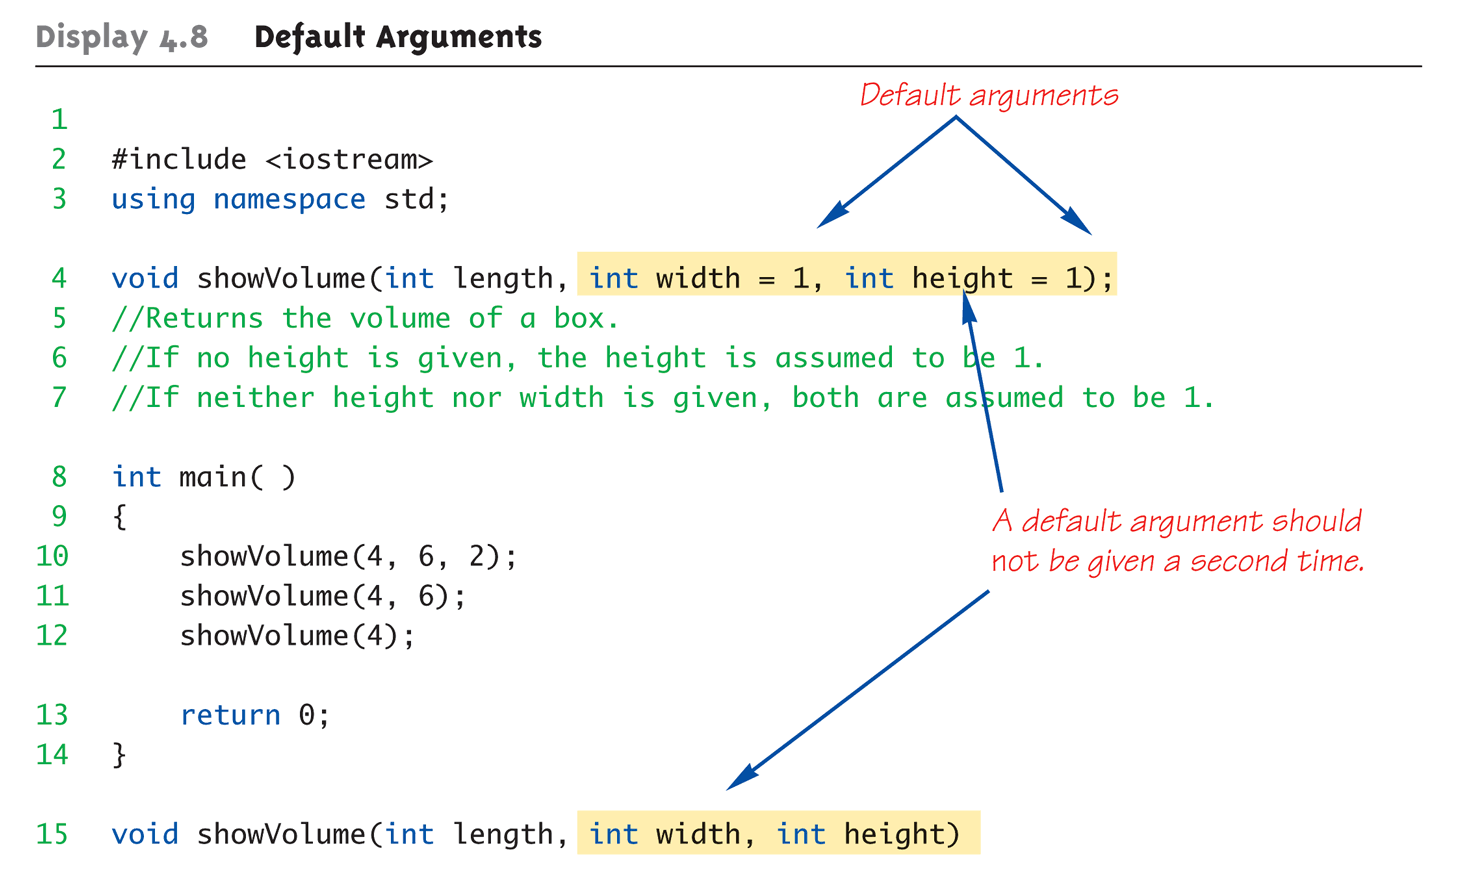 Display 4.8 Default Arguments
Default arguments
1
2 #include <iostream>
3 using namespace std;
4 void showVolume(int length, int width = 1, int height = 1);
5 //Returns the volume of a box.
6 //If no height is given, the height is assumed to be 1.
7 //If neither height nor width is given, both are assumed to be 1.
8 int main( )
9 {
A default argument should
not be given a second time.
10 showVolume(4, 6, 2);
11 showVolume(4, 6);
12 showVolume(4);
13 return 0;
14 }
15 void showVolume(int length, int width, int height)